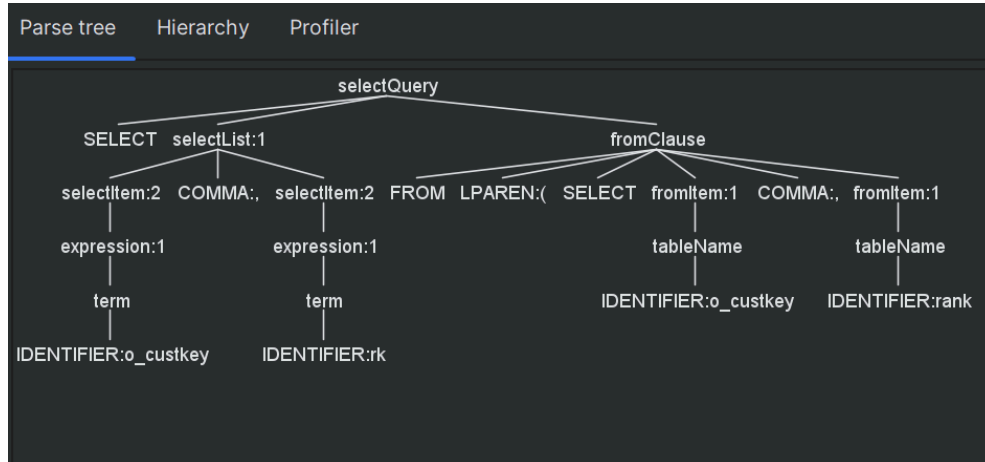 Parse tree Hierarchy Profiler
selectQuery
SELECT selectList:1 fromClause
selectItem:2 COMMA:, selectItem:2 FROM LPAREN:( SELECT fromItem:1 COMMA:, fromItem:1
expression:1 expression:1 tableName tableName
term term IDENTIFIER:o_custkey IDENTIFIER:rank
IDENTIFIER:o_custkey IDENTIFIER:rk